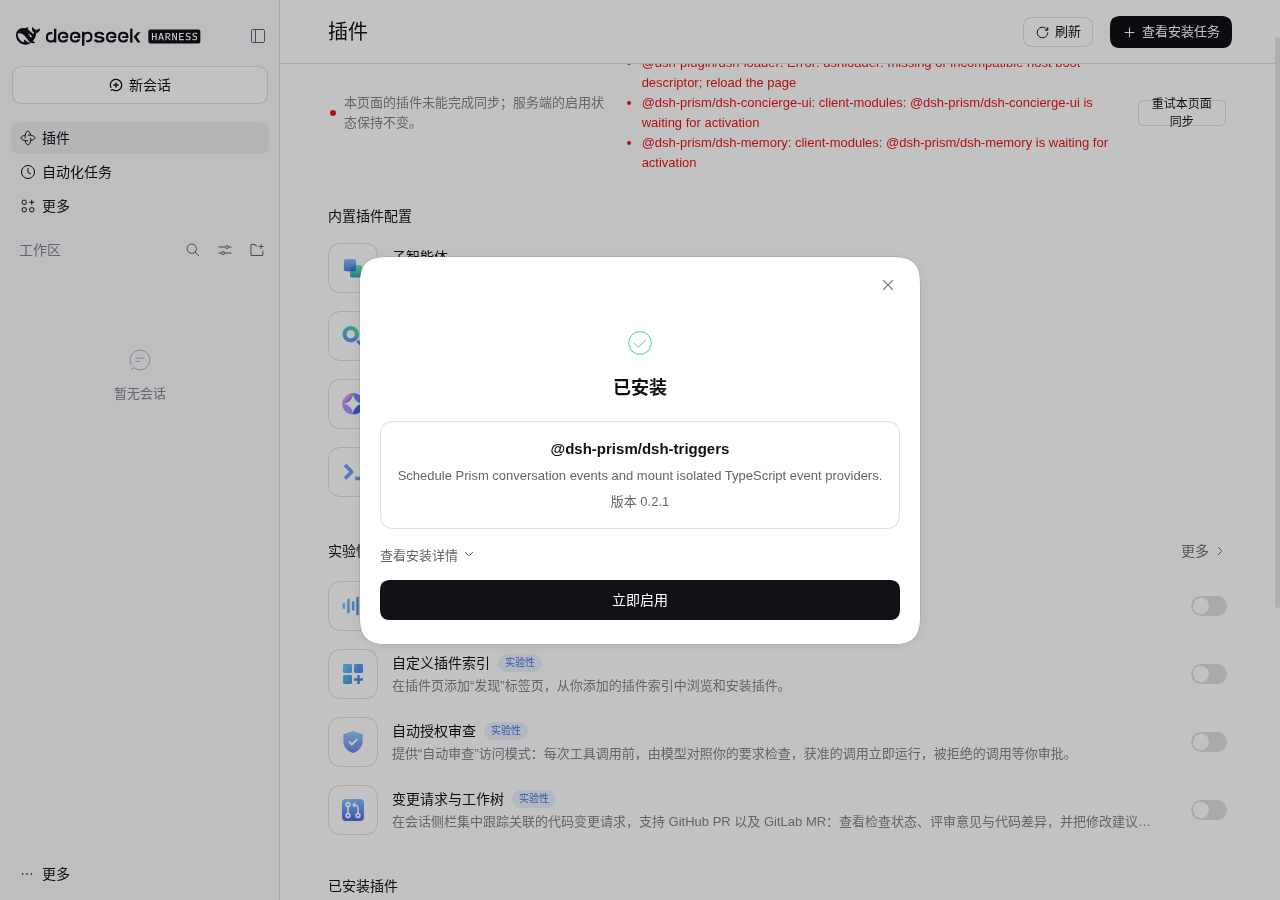 deepseek HARNESS
新会话
插件
自动化任务
更多
工作区
暂无会话
更多
插件
刷新
查看安装任务
本页面的插件未能完成同步；服务端的启用状
态保持不变。
descriptor; reload the page
@dsh-prism/dsh-concierge-ui: client-modules: @dsh-prism/dsh-concierge-ui is
waiting for activation
@dsh-prism/dsh-memory: client-modules: @dsh-prism/dsh-memory is waiting for
activation
重试本页面
同步
内置插件配置
已安装
@dsh-prism/dsh-triggers
Schedule Prism conversation events and mount isolated TypeScript event providers.
版本 0.2.1
查看安装详情
立即启用
更多
自定义插件索引 实验性
在插件页添加“发现”标签页，从你添加的插件索引中浏览和安装插件。
自动授权审查 实验性
提供“自动审查”访问模式：每次工具调用前，由模型对照你的要求检查，获准的调用立即运行，被拒绝的调用等你审批。
变更请求与工作树 实验性
在会话侧栏集中跟踪关联的代码变更请求，支持 GitHub PR 以及 GitLab MR：查看检查状态、评审意见与代码差异，并把修改建议…
已安装插件